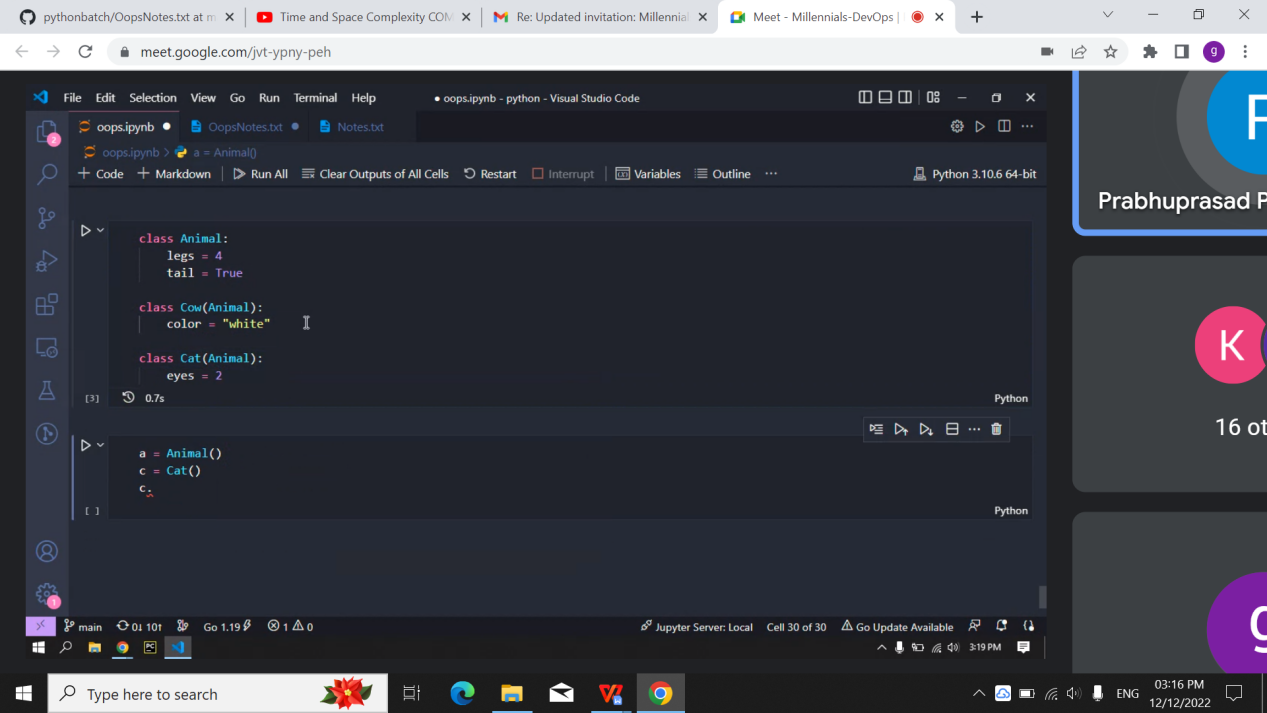 pythonbatch/OopsNotes.txt at m
Time and Space Complexity COM
Re: Updated invitation: Millennial
Meet - Millennials-DevOps |
meet.google.com/jvt-ypny-peh
g
File Edit Selection View Go Run Terminal Help
● oops.ipynb - python - Visual Studio Code
oops.ipynb
OopsNotes.txt
Notes.txt
oops.ipynb > a = Animal()
+ Code + Markdown Run All Clear Outputs of All Cells Restart Interrupt Variables Outline ...
Python 3.10.6 64-bit
class Animal:
legs = 4
tail = True
class Cow(Animal):
color = "white"
class Cat(Animal):
eyes = 2
[3] 0.7s Python
a = Animal()
c = Cat()
c.
[ ] Python
2
1
main 0↓ 10↑ Go 1.19 1 0
Jupyter Server: Local Cell 30 of 30 Go Update Available
PC
3:19 PM
Prabhuprasad P
K
16 ot
g
Type here to search
ENG
03:16 PM
12/12/2022